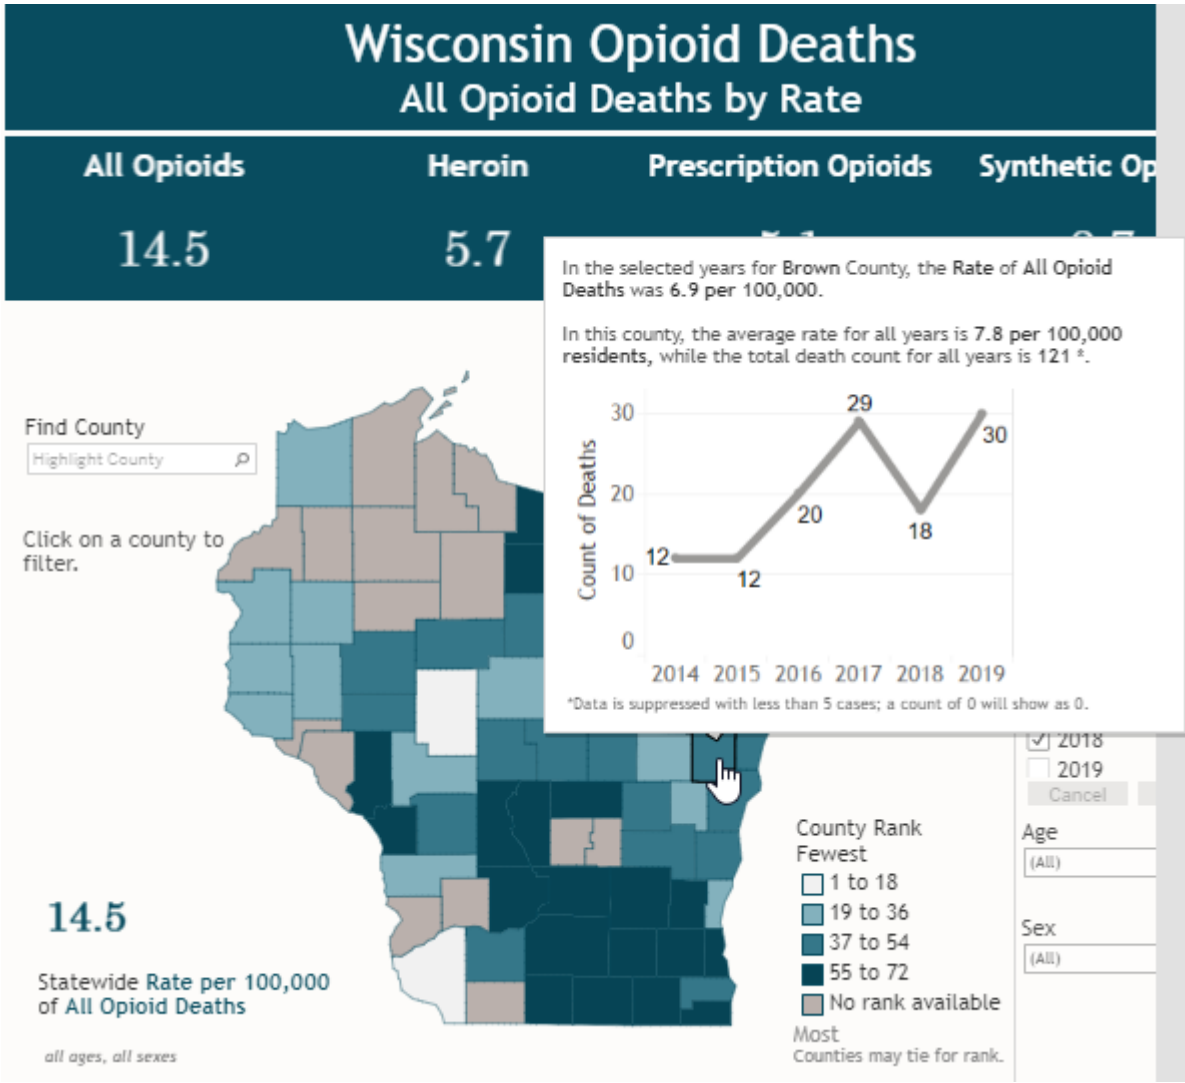 Wisconsin Opioid Deaths
All Opioid Deaths by Rate
All Opioids
Heroin
Prescription Opioids
Synthetic Op
14.5
5.7
In the selected years for Brown County, the Rate of All Opioid
Deaths was 6.9 per 100,000.
In this county, the average rate for all years is 7.8 per 100,000
residents, while the total death count for all years is 121 *.
Count of Deaths
30
20
10
0
12
12
20
29
18
30
2014 2015 2016 2017 2018 2019
*Data is suppressed with less than 5 cases; a count of 0 will show as 0.
Find County
Highlight County
Click on a county to
filter.
2018
2019
Cancel
Age
(All)
Sex
(All)
County Rank
Fewest
1 to 18
19 to 36
37 to 54
55 to 72
No rank available
Most
Counties may tie for rank.
14.5
Statewide Rate per 100,000
of All Opioid Deaths
all ages, all sexes